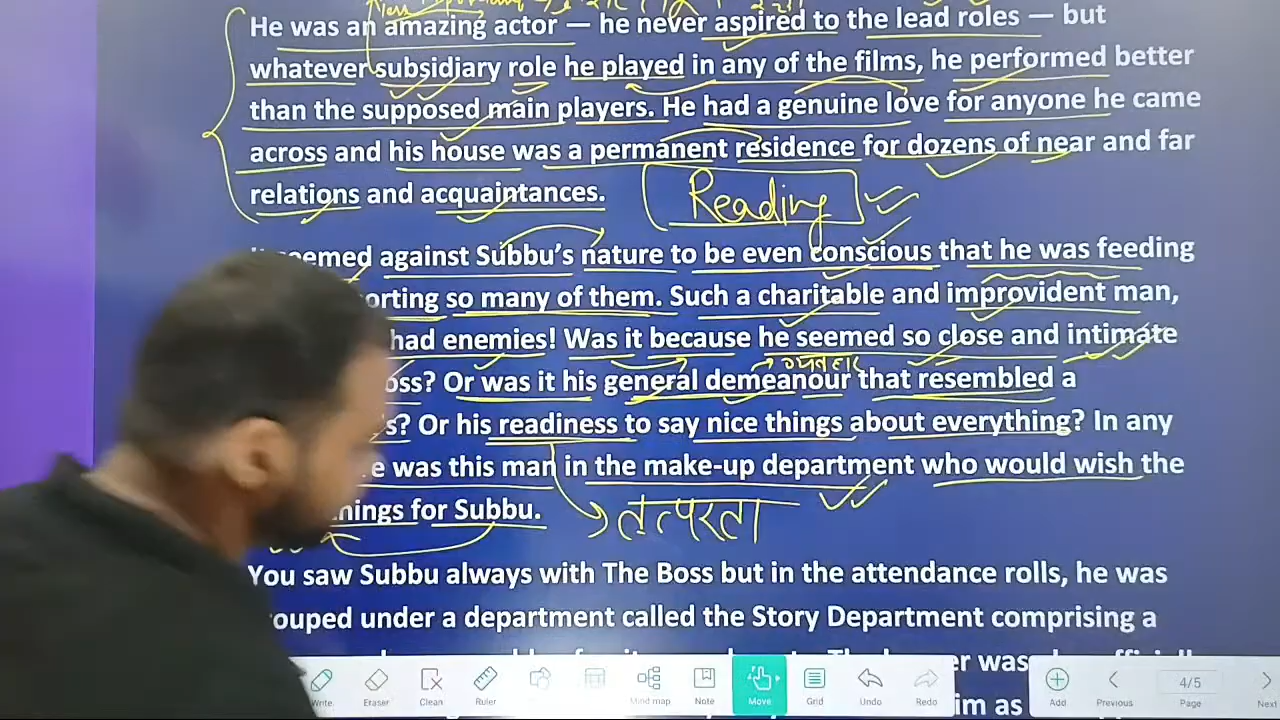 He was an amazing actor — he never aspired to the lead roles — but
whatever subsidiary role he played in any of the films, he performed better
than the supposed main players. He had a genuine love for anyone he came
across and his house was a permanent residence for dozens of near and far
relations and acquaintances.
Reading
seemed against Subbu's nature to be even conscious that he was feeding
orting so many of them. Such a charitable and improvident man,
had enemies! Was it because he seemed so close and intimate
oss? Or was it his general demeanour that resembled a
s? Or his readiness to say nice things about everything? In any
e was this man in the make-up department who would wish the
hings for Subbu.
तत्परता
You saw Subbu always with The Boss but in the attendance rolls, he was
rouped under a department called the Story Department comprising a
er was
im as
Write
Eraser
Clean
Ruler
Mind map
Note
Move
Grid
Undo
Redo
Add
Previous
4/5
Page
Next